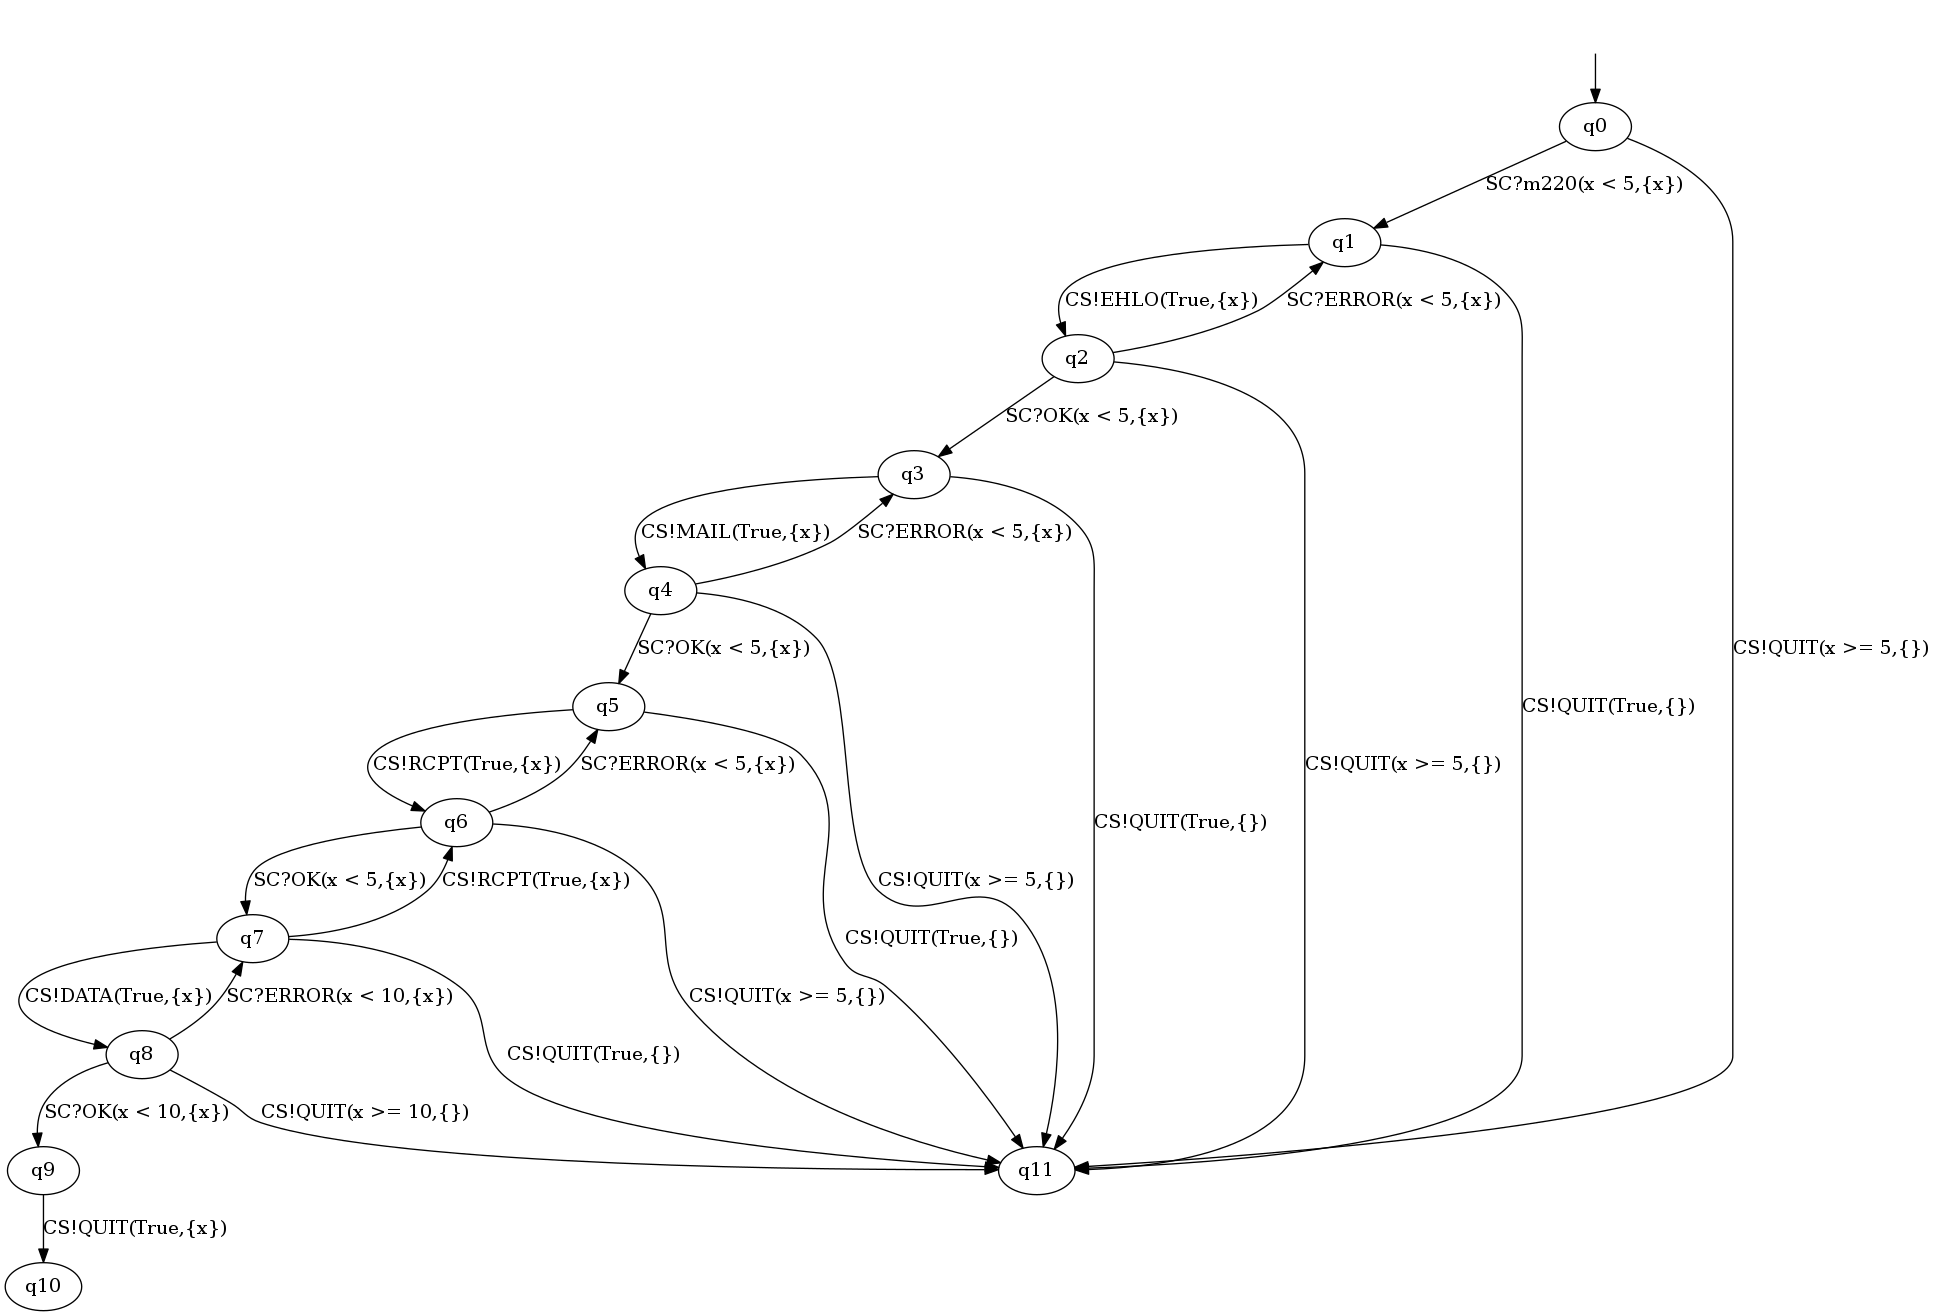 q0
SC?m220(x < 5,{x})
q1
CS!EHLO(True,{x})
SC?ERROR(x < 5,{x})
q2
SC?OK(x < 5,{x})
q3
CS!MAIL(True,{x})
SC?ERROR(x < 5,{x})
q4
SC?OK(x < 5,{x})
CS!QUIT(x >= 5,{})
q5
CS!QUIT(True,{})
CS!RCPT(True,{x})
SC?ERROR(x < 5,{x})
CS!QUIT(x >= 5,{})
q6
CS!QUIT(True,{})
SC?OK(x < 5,{x})
CS!RCPT(True,{x})
CS!QUIT(x >= 5,{})
q7
CS!QUIT(True,{})
CS!DATA(True,{x})
SC?ERROR(x < 10,{x})
CS!QUIT(x >= 5,{})
q8
CS!QUIT(True,{})
SC?OK(x < 10,{x})
CS!QUIT(x >= 10,{})
q9
q11
CS!QUIT(True,{x})
q10